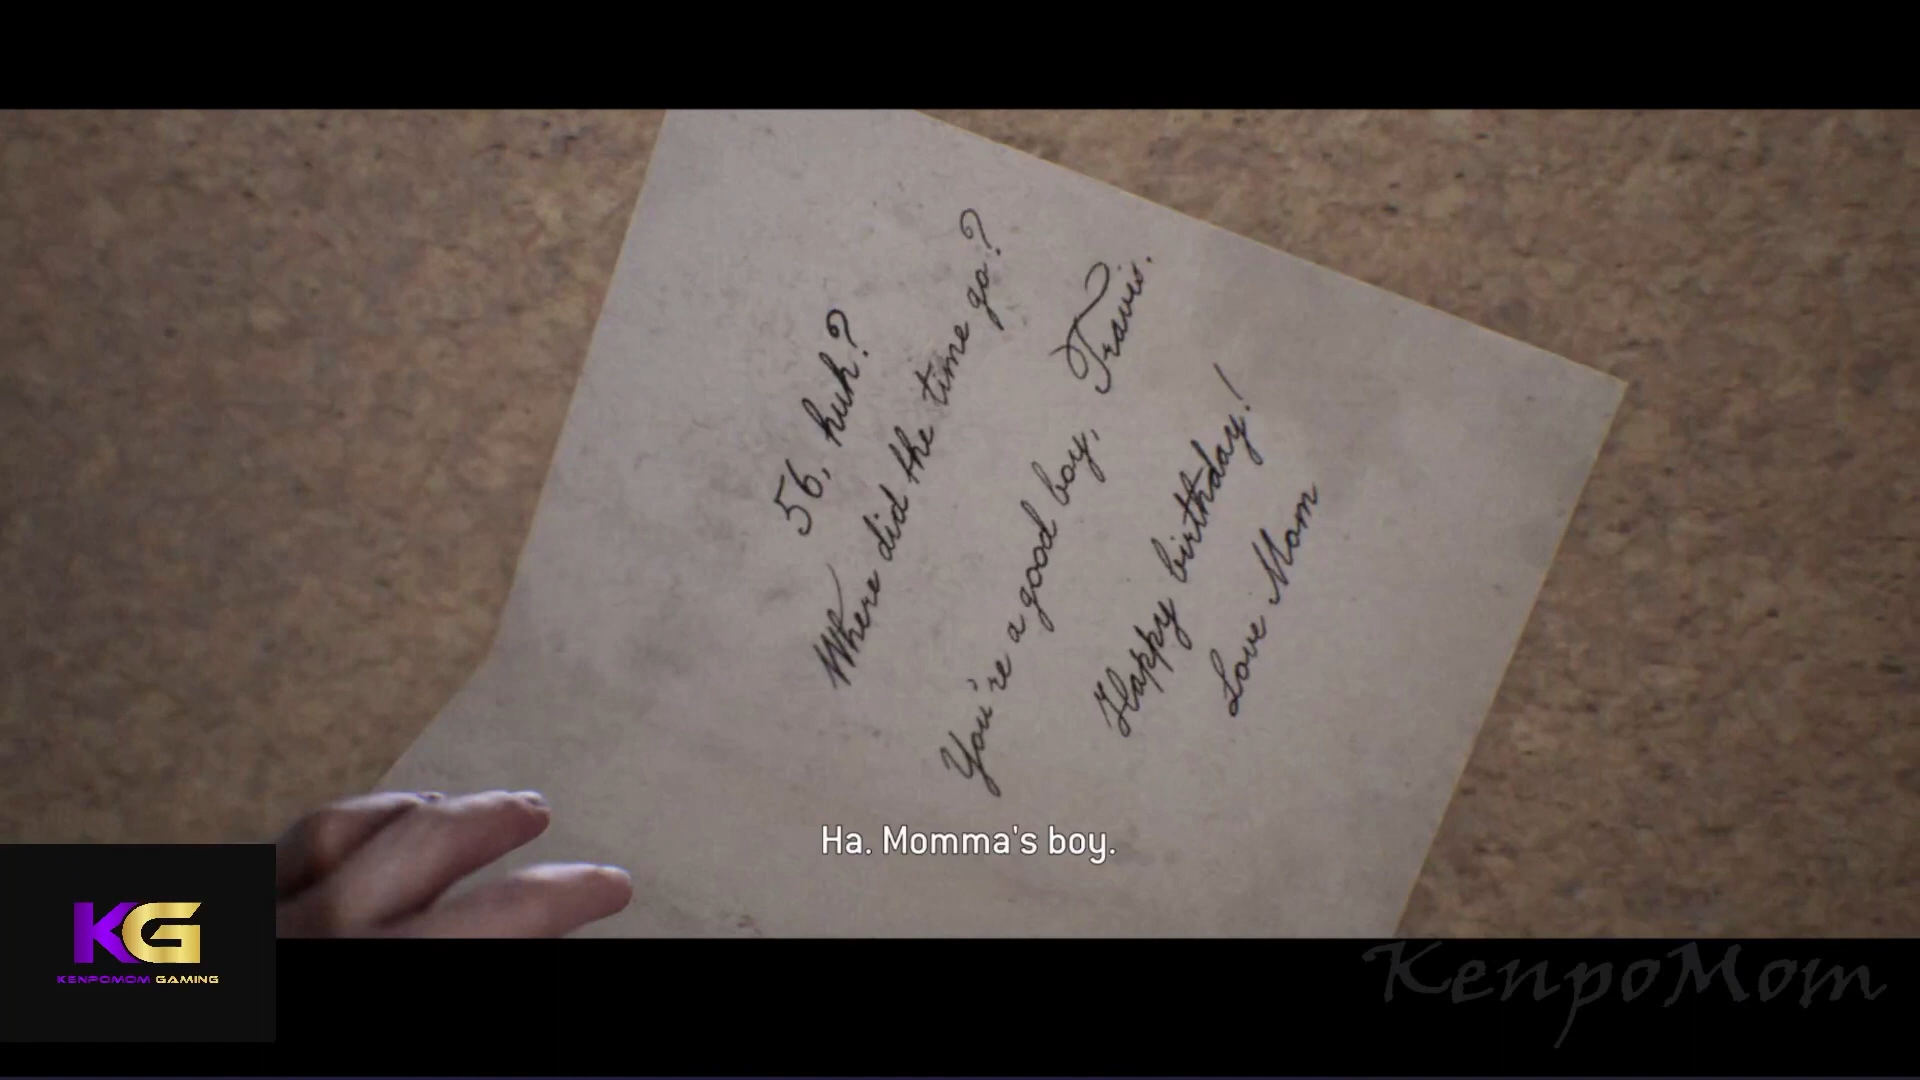 56, huh?
Where did the time go?
You're a good boy, Travis.
Happy birthday!
Love Mom
Ha. Momma's boy.
KG
KENPOMOM GAMING
KenpoMom